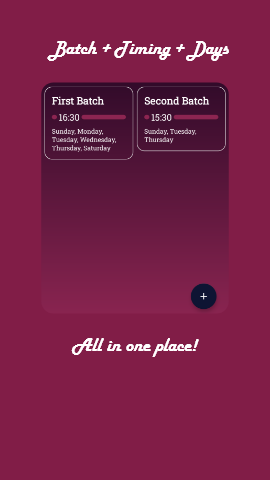 Batch + Timing + Days
First Batch
16:30
Sunday, Monday,
Tuesday, Wednesday,
Thursday, Saturday
Second Batch
15:30
Sunday, Tuesday,
Thursday
+
All in one place!